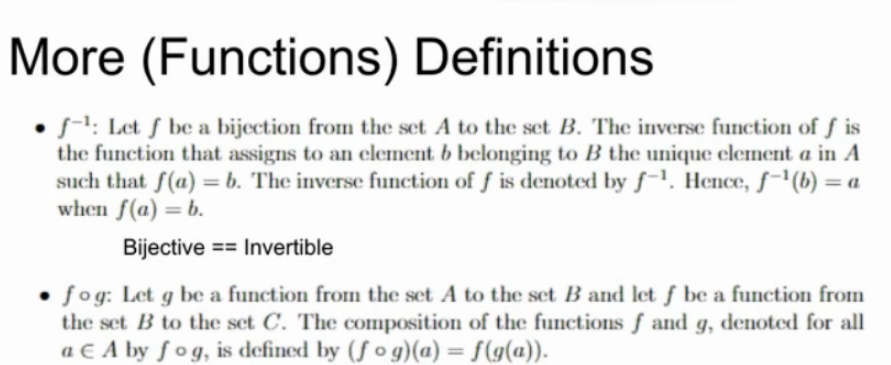 More (Functions) Definitions
• f⁻¹: Let f be a bijection from the set A to the set B. The inverse function of f is
the function that assigns to an element b belonging to B the unique element a in A
such that f(a) = b. The inverse function of f is denoted by f⁻¹. Hence, f⁻¹(b) = a
when f(a) = b.
Bijective == Invertible
• f ∘ g: Let g be a function from the set A to the set B and let f be a function from
the set B to the set C. The composition of the functions f and g, denoted for all
a ∈ A by f ∘ g, is defined by (f ∘ g)(a) = f(g(a)).